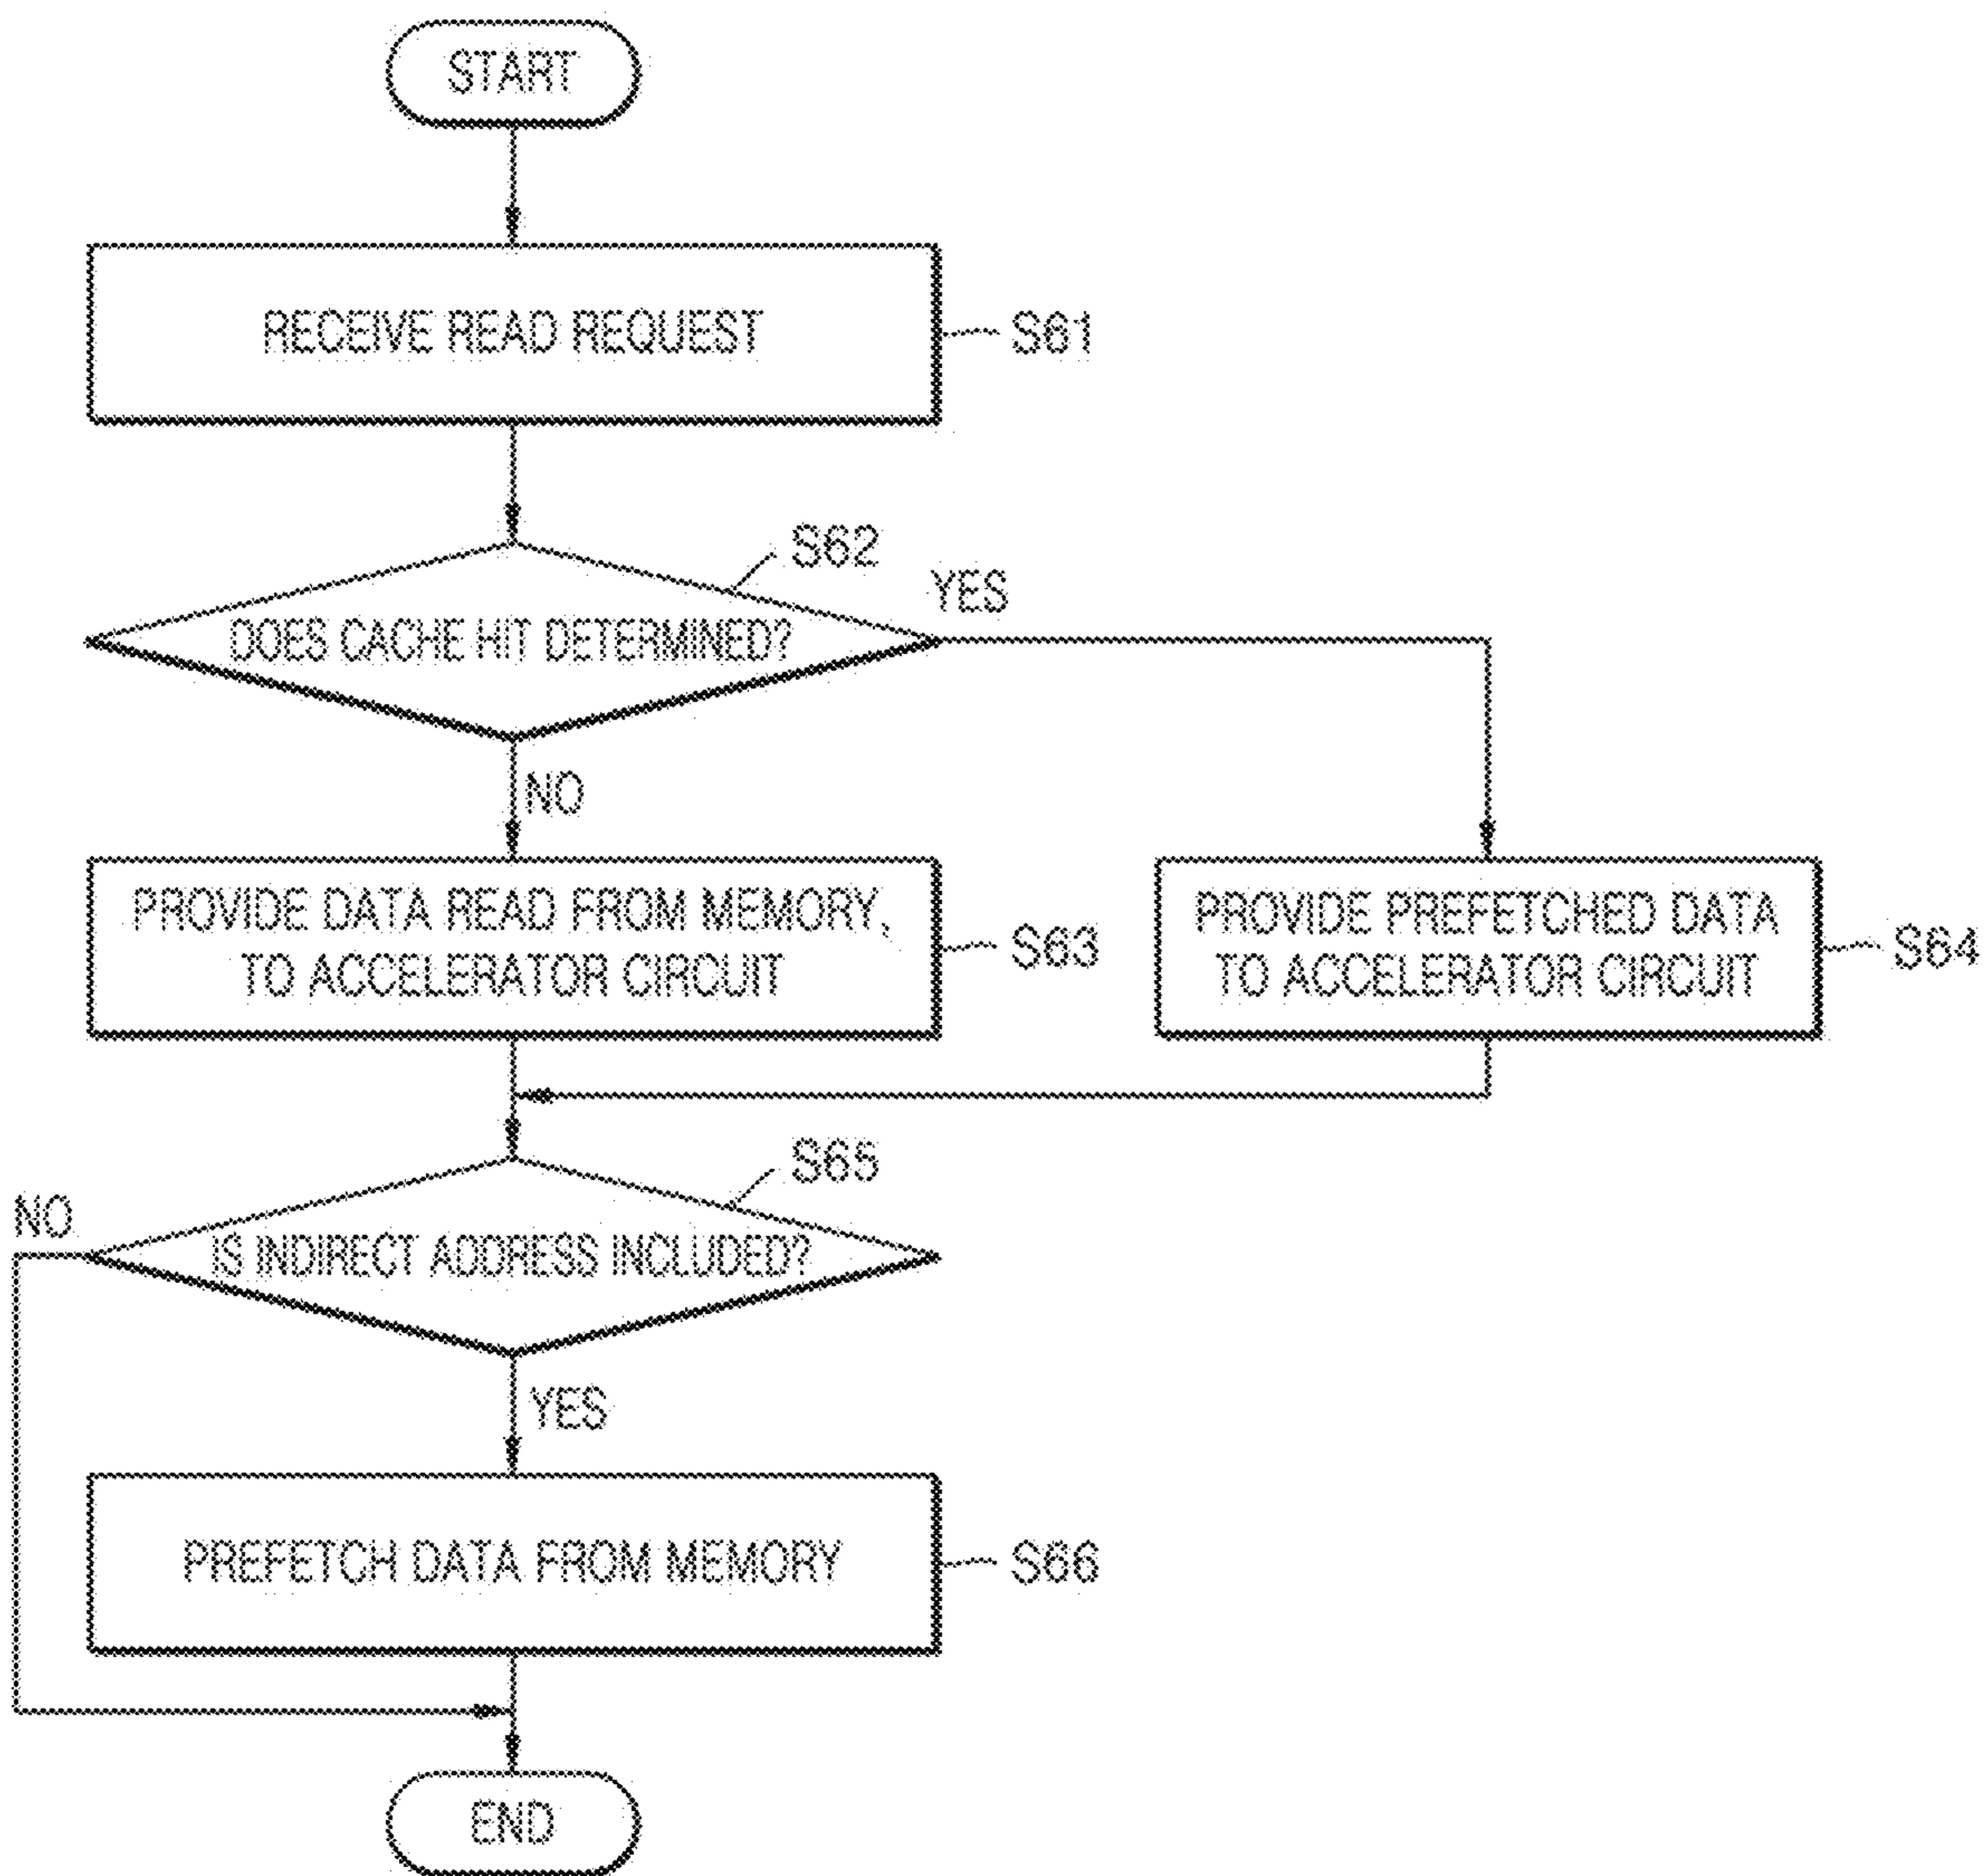 START
RECEIVE READ REQUEST
S61
S62
DOES CACHE HIT DETERMINED?
YES
NO
PROVIDE DATA READ FROM MEMORY,
TO ACCELERATOR CIRCUIT
S63
PROVIDE PREFETCHED DATA
TO ACCELERATOR CIRCUIT
S64
S65
NO
IS INDIRECT ADDRESS INCLUDED?
YES
PREFETCH DATA FROM MEMORY
S66
END